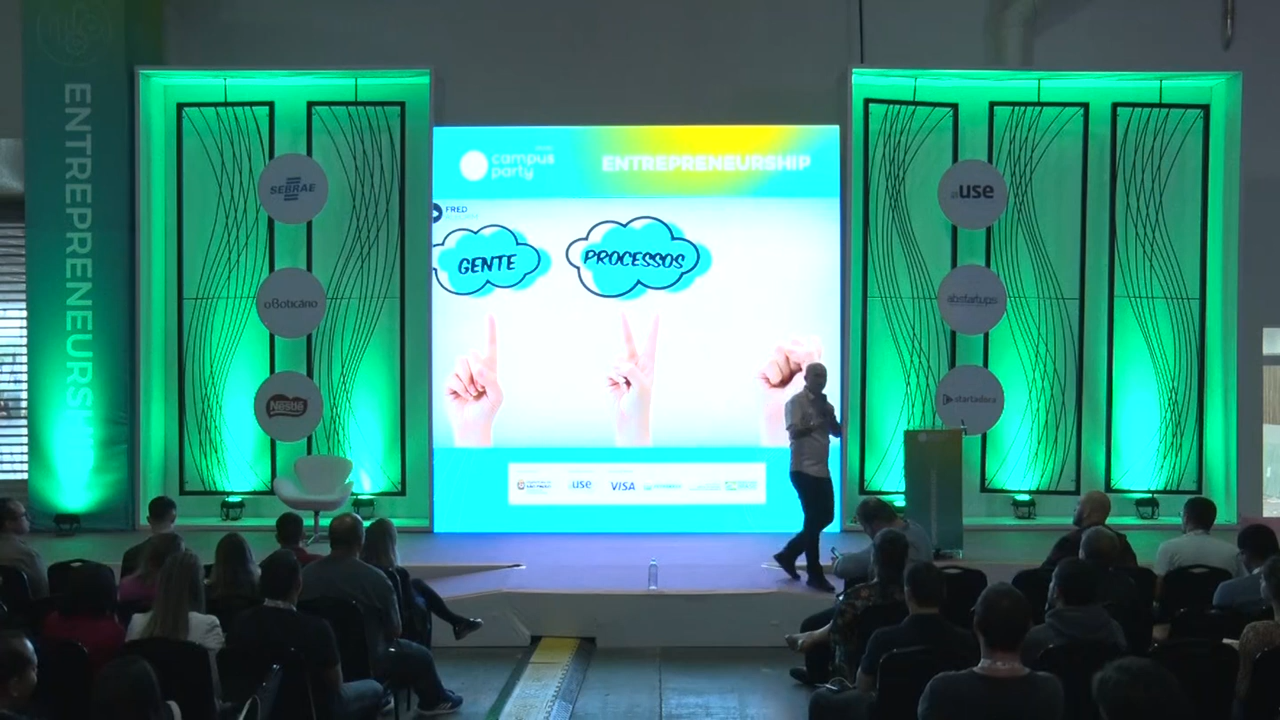 ENTREPRENEURSHIP
SEBRAE
oBoticário
Nestlé
campus
party
ENTREPRENEURSHIP
FRED
GENTE
PROCESSOS
use
VISA
use
abstartups
startadora